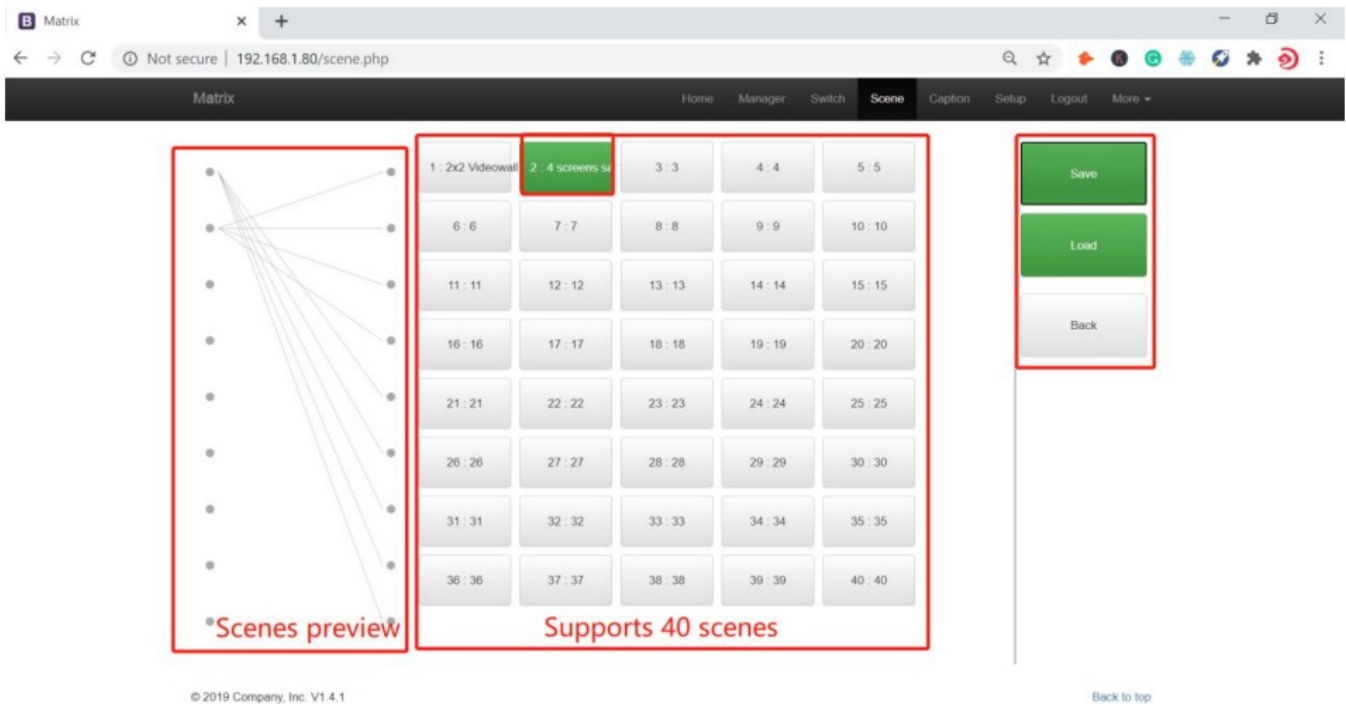 Matrix
Not secure | 192.168.1.80/scene.php
Matrix Home Manager Switch Scene Caption Setup Logout More
1 : 2x2 Videowall 2 : 4 screens sa 3 : 3 4 : 4 5 : 5
Save
6 : 6 7 : 7 8 : 8 9 : 9 10 : 10
Load
11 : 11 12 : 12 13 : 13 14 : 14 15 : 15
Back
16 : 16 17 : 17 18 : 18 19 : 19 20 : 20
21 : 21 22 : 22 23 : 23 24 : 24 25 : 25
26 : 26 27 : 27 28 : 28 29 : 29 30 : 30
31 : 31 32 : 32 33 : 33 34 : 34 35 : 35
36 : 36 37 : 37 38 : 38 39 : 39 40 : 40
Scenes preview Supports 40 scenes
© 2019 Company, Inc. V1.4.1 Back to top